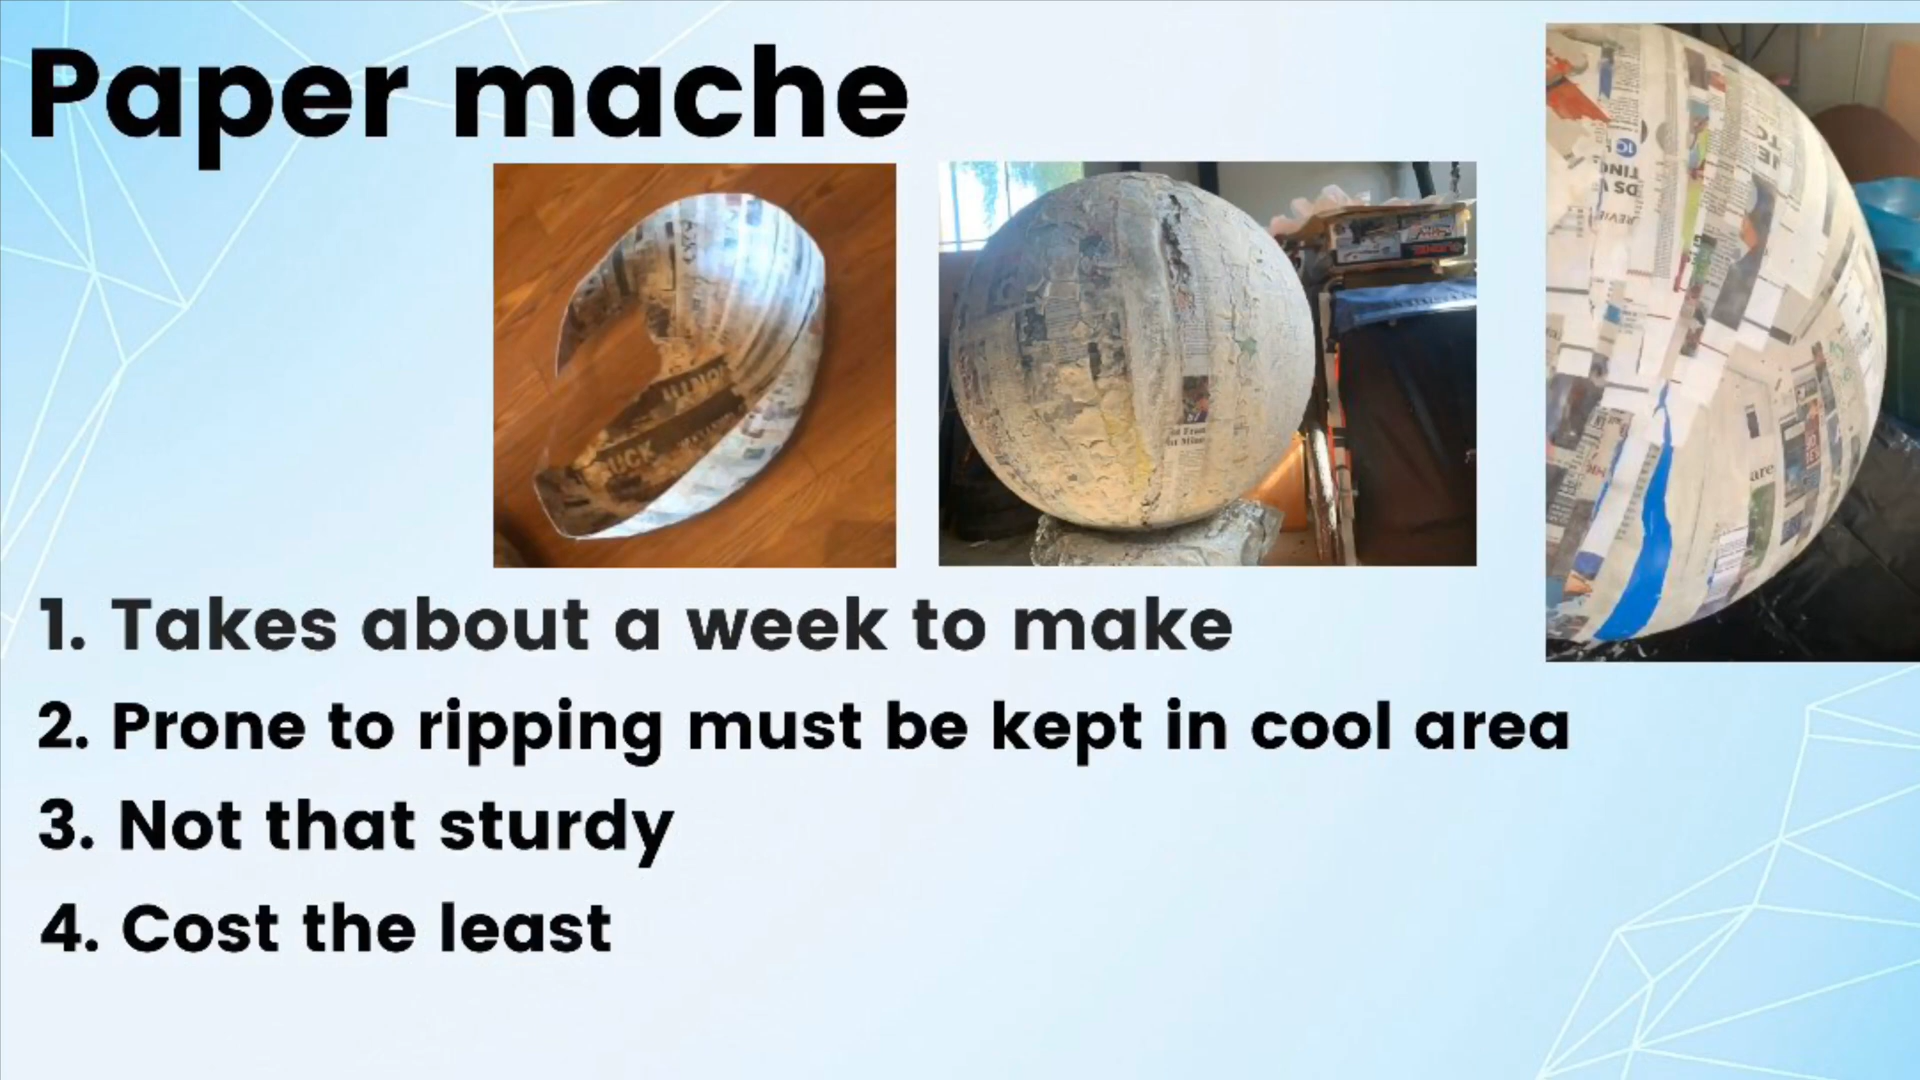 Paper mache
1. Takes about a week to make
2. Prone to ripping must be kept in cool area
3. Not that sturdy
4. Cost the least